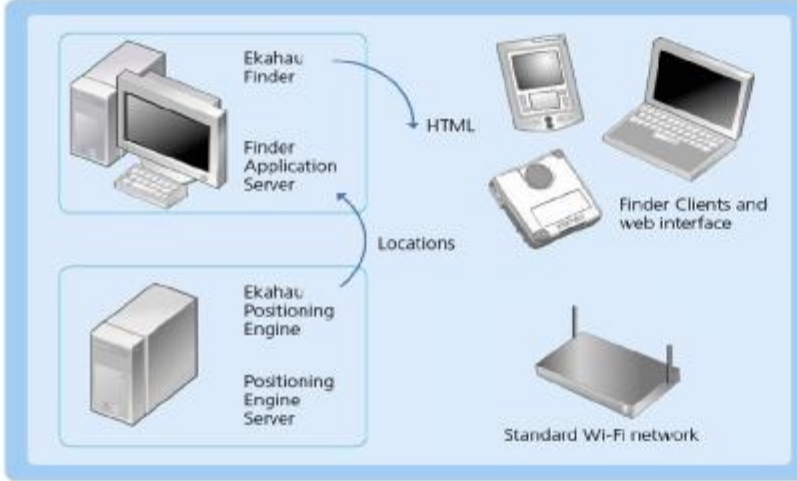 Ekahau
Finder
HTML
Finder
Application
Server
Finder Clients and
web interface
Locations
Ekahau
Positioning
Engine
Positioning
Engine
Server
Standard Wi-Fi network